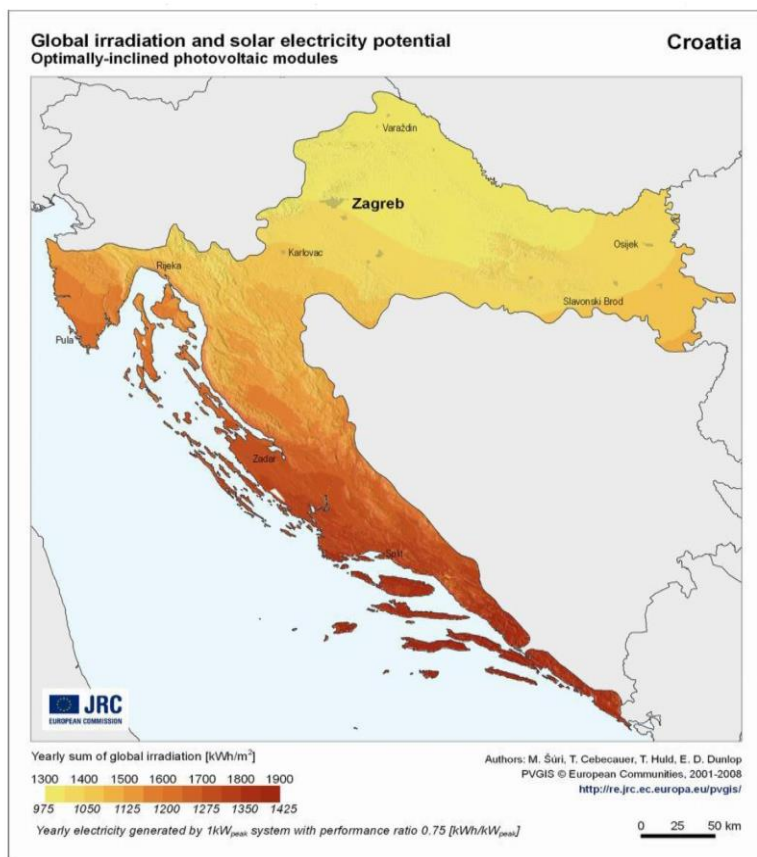 Global irradiation and solar electricity potential
Optimally-inclined photovoltaic modules
Croatia
Varaždin
Zagreb
Karlovac
Osijek
Rijeka
Slavonski Brod
Pula
Zadar
Split
JRC
EUROPEAN COMMISSION
Yearly sum of global irradiation [kWh/m²]
1300 1400 1500 1600 1700 1800 1900
975 1050 1125 1200 1275 1350 1425
Yearly electricity generated by 1kWpeak system with performance ratio 0.75 [kWh/kWpeak]
Authors: M. Šúri, T. Cebecauer, T. Huld, E. D. Dunlop
PVGIS © European Communities, 2001-2008
http://re.jrc.ec.europa.eu/pvgis/
0 25 50 km